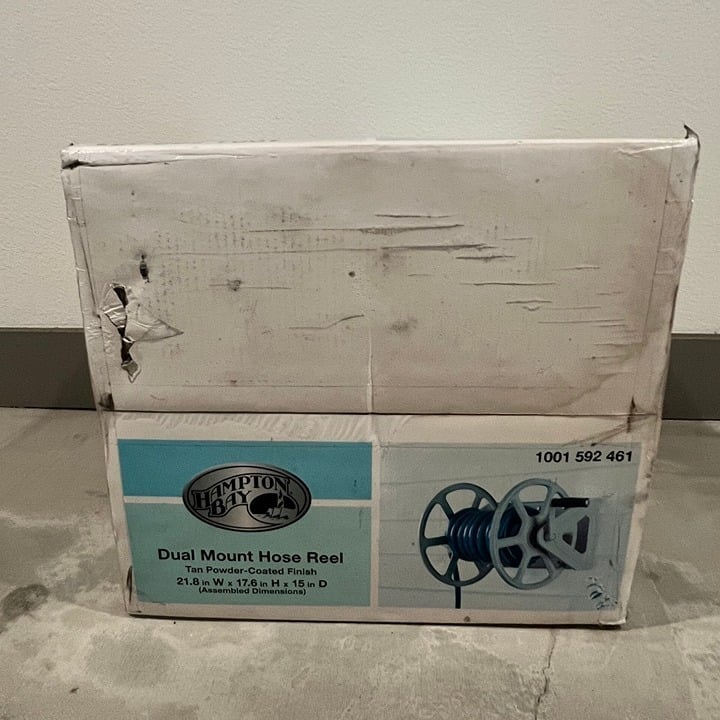 1001 592 461
HAMPTON
BAY
Dual Mount Hose Reel
Tan Powder-Coated Finish
21.8 in W x 17.6 in H x 15 in D
(Assembled Dimensions)